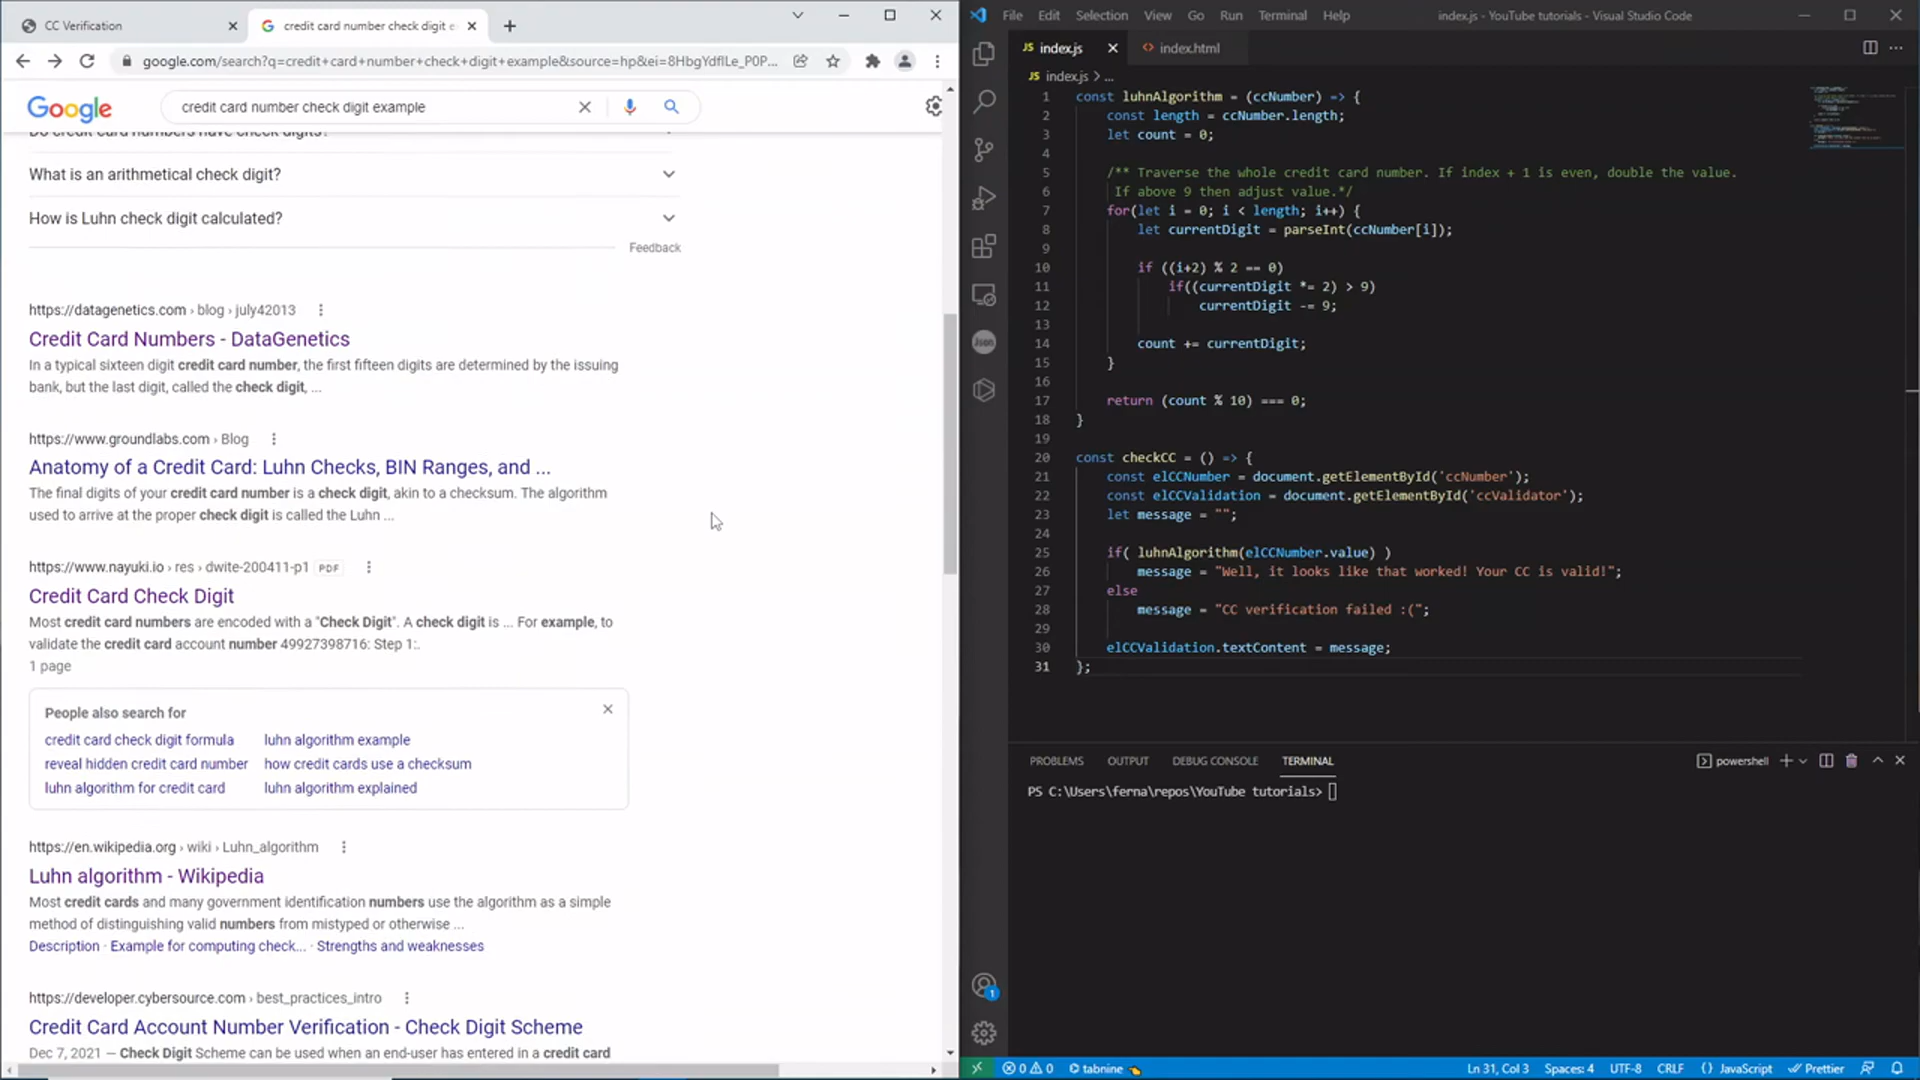 CC Verification
credit card number check digit e
google.com/search?q=credit+card+number+check+digit+example&source=hp&ei=8HbgYdflLe_P0P...
Google
credit card number check digit example
Do credit card numbers have check digits?
What is an arithmetical check digit?
How is Luhn check digit calculated?
Feedback
https://datagenetics.com › blog › july42013
Credit Card Numbers - DataGenetics
In a typical sixteen digit credit card number, the first fifteen digits are determined by the issuing
bank, but the last digit, called the check digit, ...
https://www.groundlabs.com › Blog
Anatomy of a Credit Card: Luhn Checks, BIN Ranges, and ...
The final digits of your credit card number is a check digit, akin to a checksum. The algorithm
used to arrive at the proper check digit is called the Luhn ...
https://www.nayuki.io › res › dwite-200411-p1 PDF
Credit Card Check Digit
Most credit card numbers are encoded with a "Check Digit". A check digit is ... For example, to
validate the credit card account number 49927398716: Step 1:.
1 page
People also search for
credit card check digit formula luhn algorithm example
reveal hidden credit card number how credit cards use a checksum
luhn algorithm for credit card luhn algorithm explained
https://en.wikipedia.org › wiki › Luhn_algorithm
Luhn algorithm - Wikipedia
Most credit cards and many government identification numbers use the algorithm as a simple
method of distinguishing valid numbers from mistyped or otherwise ...
Description · Example for computing check... · Strengths and weaknesses
https://developer.cybersource.com › best_practices_intro
Credit Card Account Number Verification - Check Digit Scheme
Dec 7, 2021 — Check Digit Scheme can be used when an end-user has entered in a credit card
File Edit Selection View Go Run Terminal Help index.js - YouTube tutorials - Visual Studio Code
JS index.js <> index.html
JS index.js > ...
1 const luhnAlgorithm = (ccNumber) => {
2 const length = ccNumber.length;
3 let count = 0;
4
5 /** Traverse the whole credit card number. If index + 1 is even, double the value.
6 If above 9 then adjust value.*/
7 for(let i = 0; i < length; i++) {
8 let currentDigit = parseInt(ccNumber[i]);
9
10 if ((i+2) % 2 == 0)
11 if((currentDigit *= 2) > 9)
12 currentDigit -= 9;
13
14 count += currentDigit;
15 }
16
17 return (count % 10) === 0;
18 }
19
20 const checkCC = () => {
21 const elCCNumber = document.getElementById('ccNumber');
22 const elCCValidation = document.getElementById('ccValidator');
23 let message = "";
24
25 if( luhnAlgorithm(elCCNumber.value) )
26 message = "Well, it looks like that worked! Your CC is valid!";
27 else
28 message = "CC verification failed :(";
29
30 elCCValidation.textContent = message;
31 };
PROBLEMS OUTPUT DEBUG CONSOLE TERMINAL powershell
PS C:\Users\ferna\repos\YouTube tutorials>
Json
1
0 0 tabnine Ln 31, Col 3 Spaces: 4 UTF-8 CRLF {} JavaScript Prettier